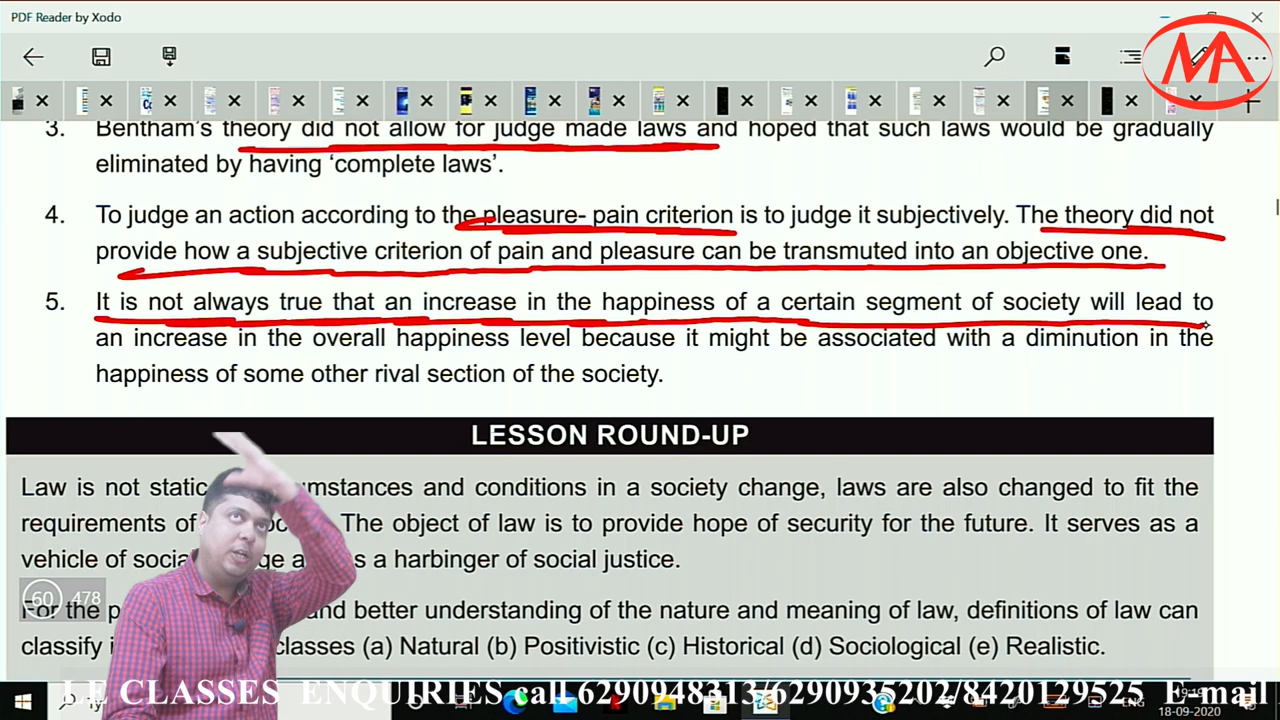 PDF Reader by Xodo
MA
3. Bentham's theory did not allow for judge made laws and hoped that such laws would be gradually
eliminated by having 'complete laws'.
4. To judge an action according to the pleasure- pain criterion is to judge it subjectively. The theory did not
provide how a subjective criterion of pain and pleasure can be transmuted into an objective one.
5. It is not always true that an increase in the happiness of a certain segment of society will lead to
an increase in the overall happiness level because it might be associated with a diminution in the
happiness of some other rival section of the society.
LESSON ROUND-UP
Law is not static and conditions in a society change, laws are also changed to fit the
requirements of The object of law is to provide hope of security for the future. It serves as a
vehicle of a harbinger of social justice.
60 478
For the and better understanding of the nature and meaning of law, definitions of law can
classify classes (a) Natural (b) Positivistic (c) Historical (d) Sociological (e) Realistic.
CLASSES ENQUIRIES call 6290948313/6290935202/8420129525 E-mail
ENG
18-09-2020